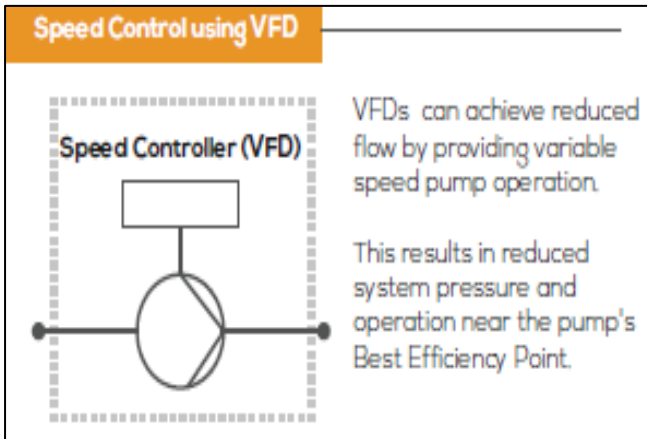 Speed Control using VFD
Speed Controller (VFD)
VFDs can achieve reduced
flow by providing variable
speed pump operation.
This results in reduced
system pressure and
operation near the pump's
Best Efficiency Point.